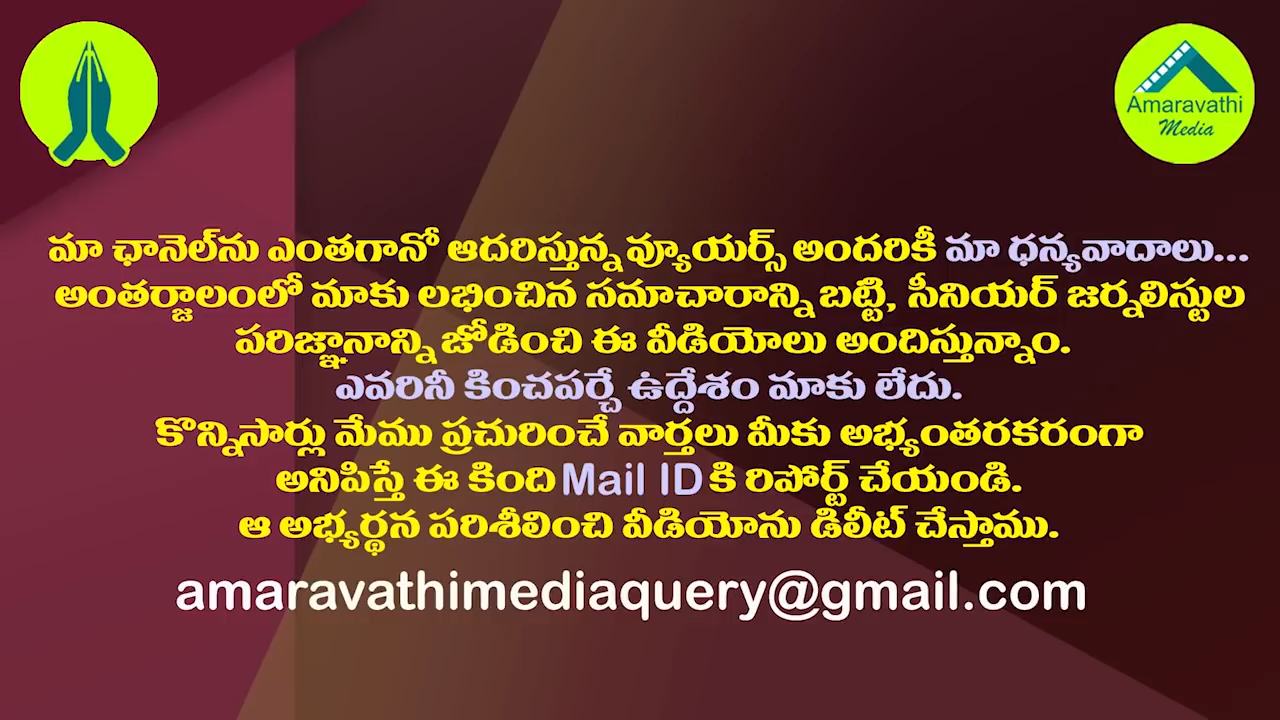 Amaravathi
Media
మా ఛానెల్‌ను ఎంతగానో ఆదరిస్తున్న వ్యూయర్స్ అందరికీ మా ధన్యవాదాలు...
అంతర్జాలంలో మాకు లభించిన సమాచారాన్ని బట్టి, సీనియర్ జర్నలిస్టుల
పరిజ్ఞానాన్ని జోడించి ఈ వీడియోలు అందిస్తున్నాం.
ఎవరినీ కించపర్చే ఉద్దేశం మాకు లేదు.
కొన్నిసార్లు మేము ప్రచురించే వార్తలు మీకు అభ్యంతరకరంగా
అనిపిస్తే ఈ కింది Mail ID కి రిపోర్ట్ చేయండి.
ఆ అభ్యర్థన పరిశీలించి వీడియోను డిలీట్ చేస్తాము.
amaravathimediaquery@gmail.com